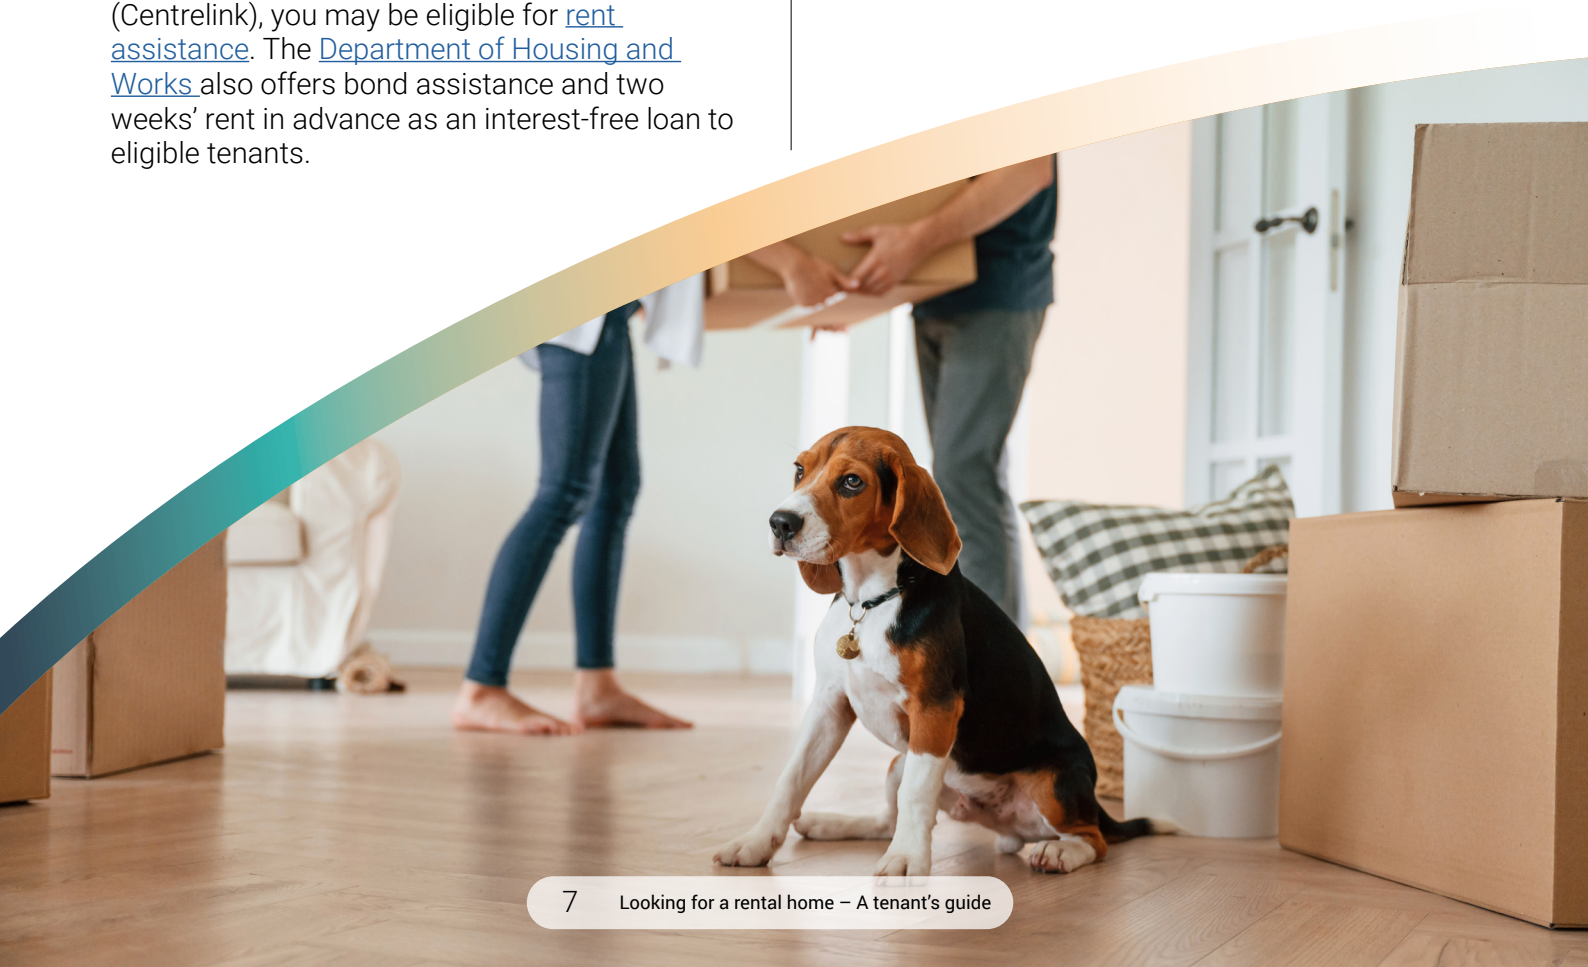 (Centrelink), you may be eligible for rent
assistance. The Department of Housing and
Works also offers bond assistance and two
weeks’ rent in advance as an interest-free loan to
eligible tenants.
7 Looking for a rental home – A tenant’s guide